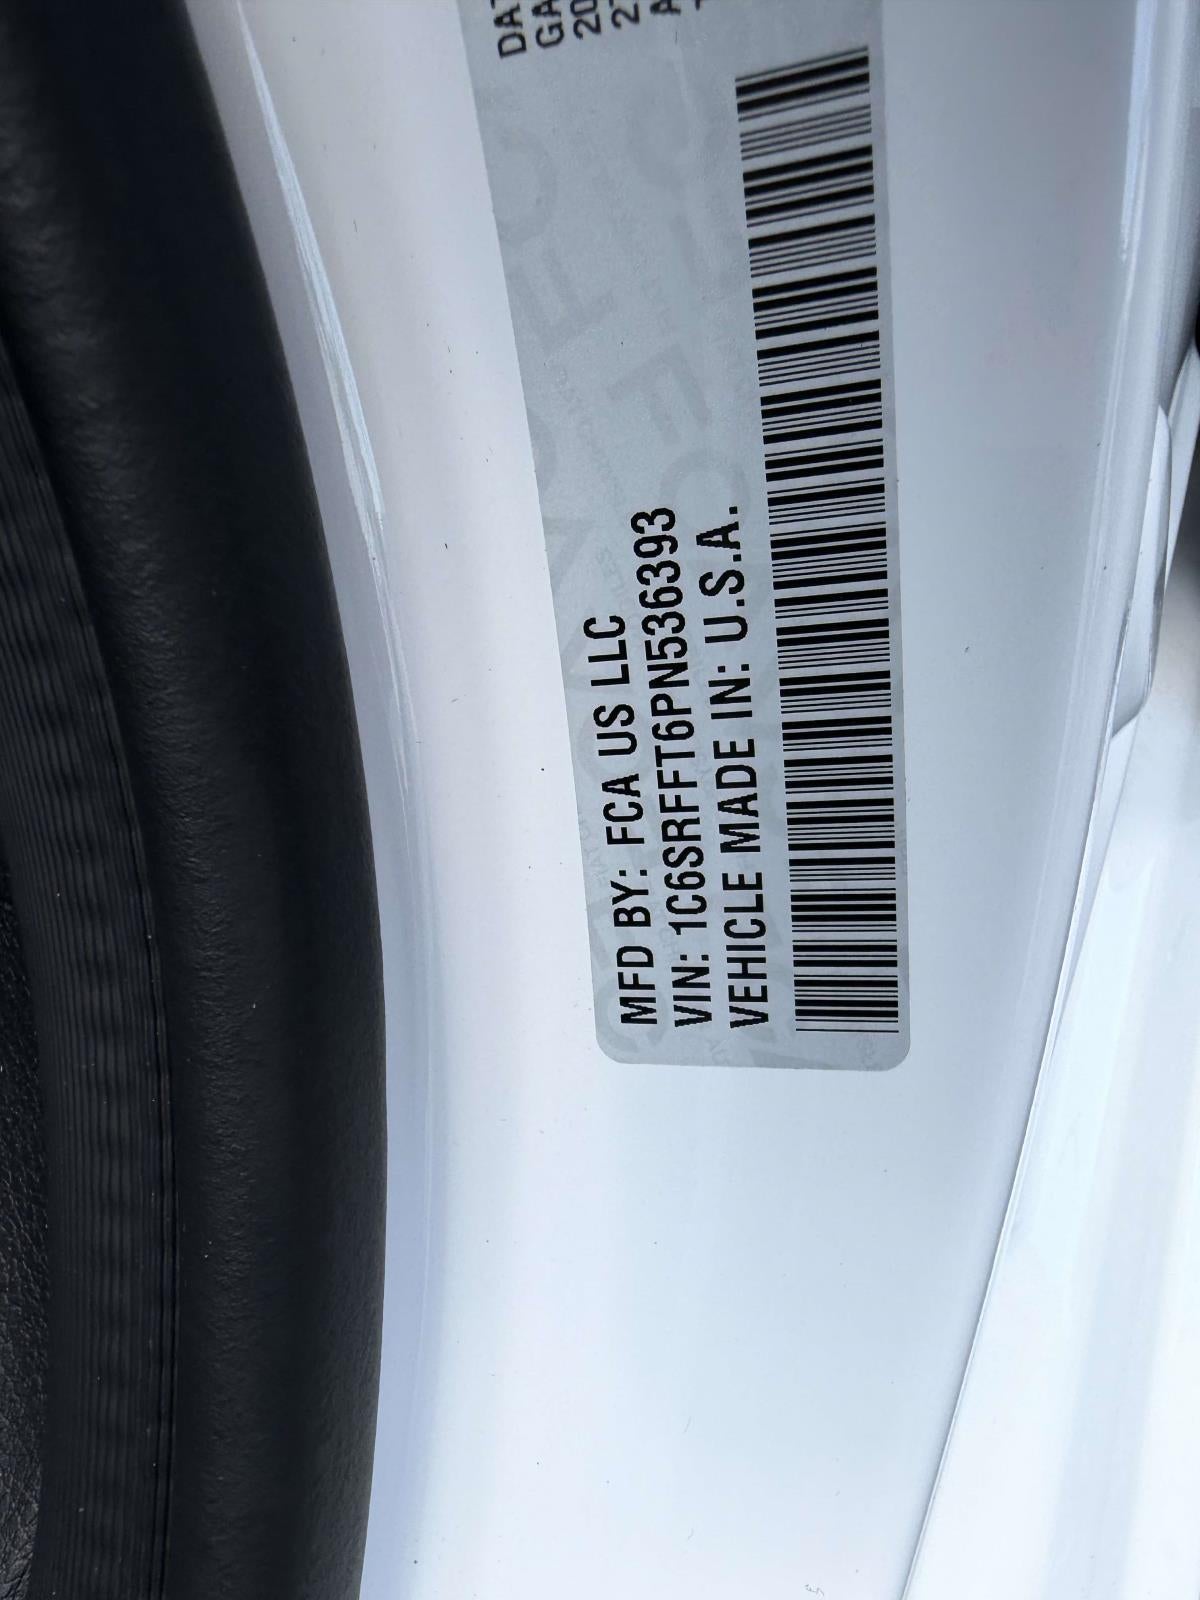 MFD BY: FCA US LLC
VIN: 1C6SRFFT6PN536393
VEHICLE MADE IN: U.S.A.